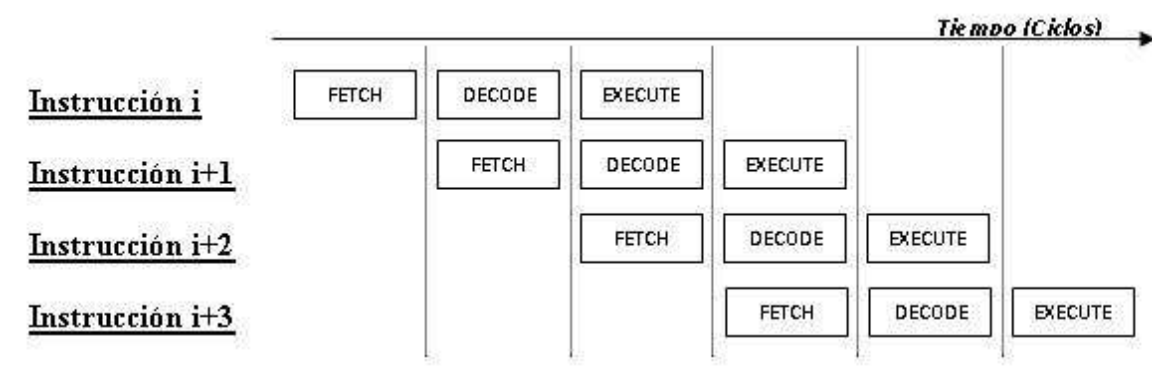 Tiempo (Ciclos)
Instrucción i FETCH DECODE EXECUTE
Instrucción i+1 FETCH DECODE EXECUTE
Instrucción i+2 FETCH DECODE EXECUTE
Instrucción i+3 FETCH DECODE EXECUTE